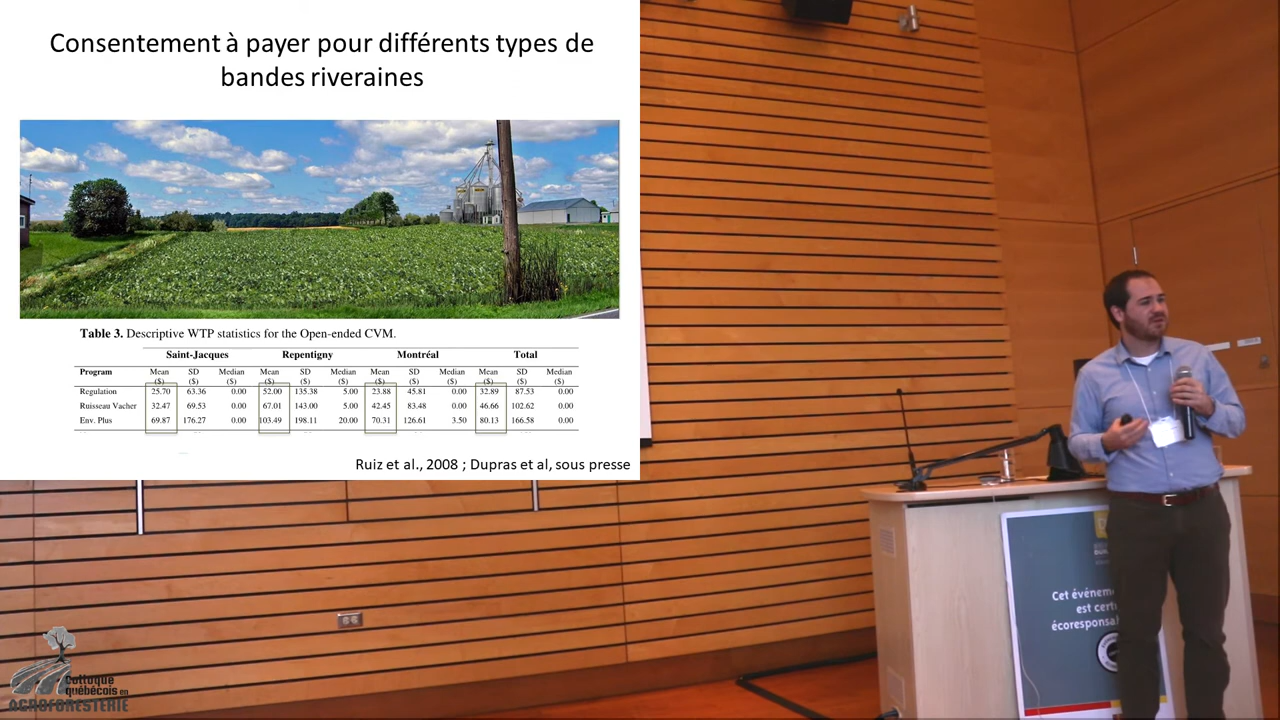 Consentement à payer pour différents types de
bandes riveraines
Table 3. Descriptive WTP statistics for the Open-ended CVM.
Saint-Jacques Repentigny Montréal Total
Program Mean SD Median Mean SD Median Mean SD Median Mean SD Median
($) ($) ($) ($) ($) ($) ($) ($) ($) ($) ($) ($)
Regulation 25.70 63.36 0.00 52.00 135.38 5.00 23.88 45.81 0.00 32.89 87.53 0.00
Ruisseau Vacher 32.47 69.53 0.00 67.01 143.00 5.00 42.45 83.48 0.00 46.66 102.62 0.00
Env. Plus 69.87 176.27 0.00 103.49 198.11 20.00 70.31 126.61 3.50 80.13 166.58 0.00
Ruiz et al., 2008 ; Dupras et al, sous presse
Cet événem
est cert
écoresponsa
Colloque
québécois en
AGROFORESTERIE